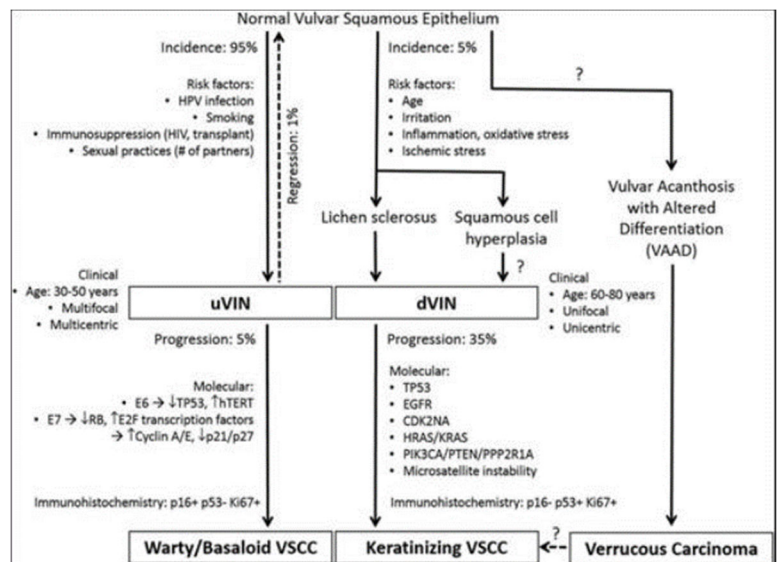 Normal Vulvar Squamous Epithelium
Incidence: 95%
Risk factors:
• HPV infection
• Smoking
• Immunosuppression (HIV, transplant)
• Sexual practices (# of partners)
Regression: 1%
Incidence: 5%
Risk factors:
• Age
• Irritation
• Inflammation, oxidative stress
• Ischemic stress
?
Lichen sclerosus
Squamous cell
hyperplasia
?
Vulvar Acanthosis
with Altered
Differentiation
(VAAD)
Clinical
• Age: 30-50 years
• Multifocal
• Multicentric
uVIN
dVIN
Clinical
• Age: 60-80 years
• Unifocal
• Unicentric
Progression: 5%
Progression: 35%
Molecular:
• E6 → ↓TP53, ↑hTERT
• E7 → ↓RB, ↑E2F transcription factors
→ ↑Cyclin A/E, ↓p21/p27
Molecular:
• TP53
• EGFR
• CDK2NA
• HRAS/KRAS
• PIK3CA/PTEN/PPP2R1A
• Microsatellite instability
Immunohistochemistry: p16+ p53- Ki67+
Immunohistochemistry: p16- p53+ Ki67+
Warty/Basaloid VSCC
Keratinizing VSCC
?
Verrucous Carcinoma